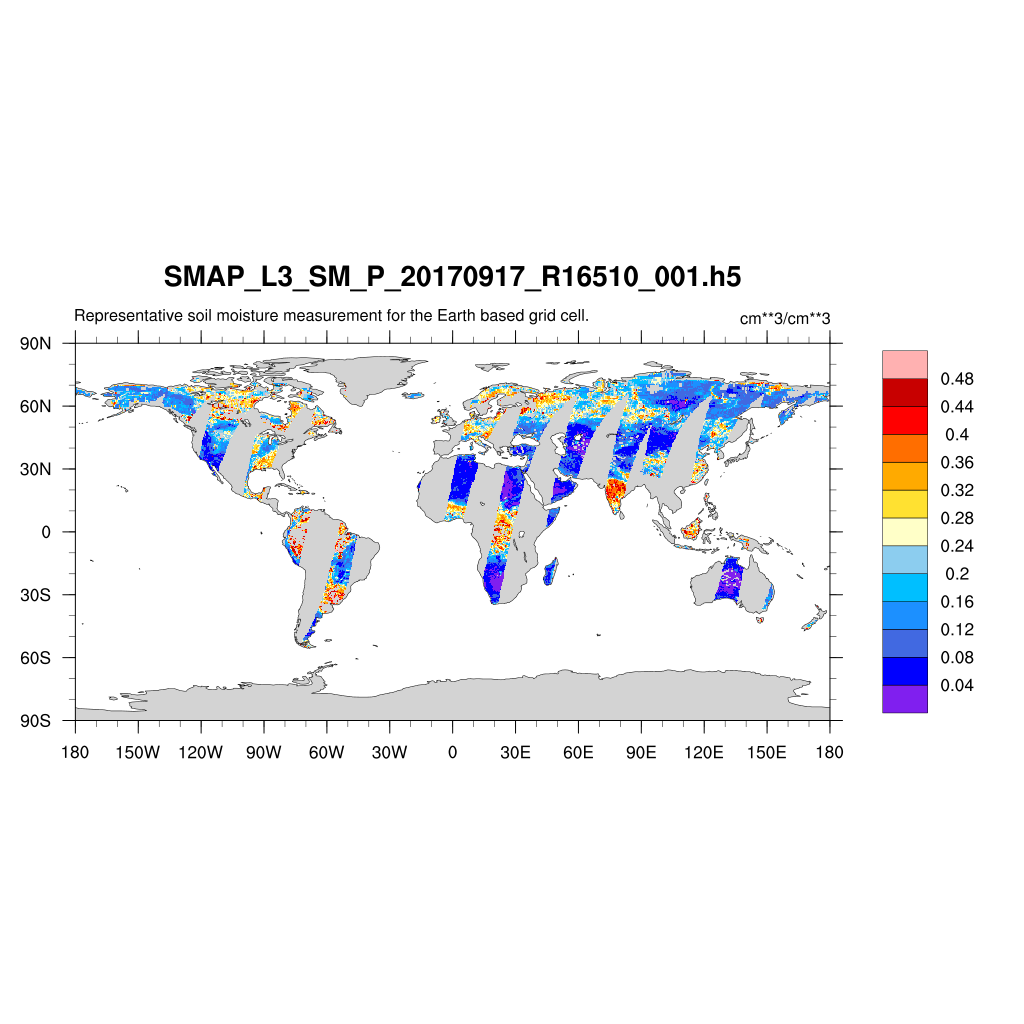 SMAP_L3_SM_P_20170917_R16510_001.h5
Representative soil moisture measurement for the Earth based grid cell.
cm**3/cm**3
90N
60N
30N
0
30S
60S
90S
180 150W 120W 90W 60W 30W 0 30E 60E 90E 120E 150E 180
0.48
0.44
0.4
0.36
0.32
0.28
0.24
0.2
0.16
0.12
0.08
0.04